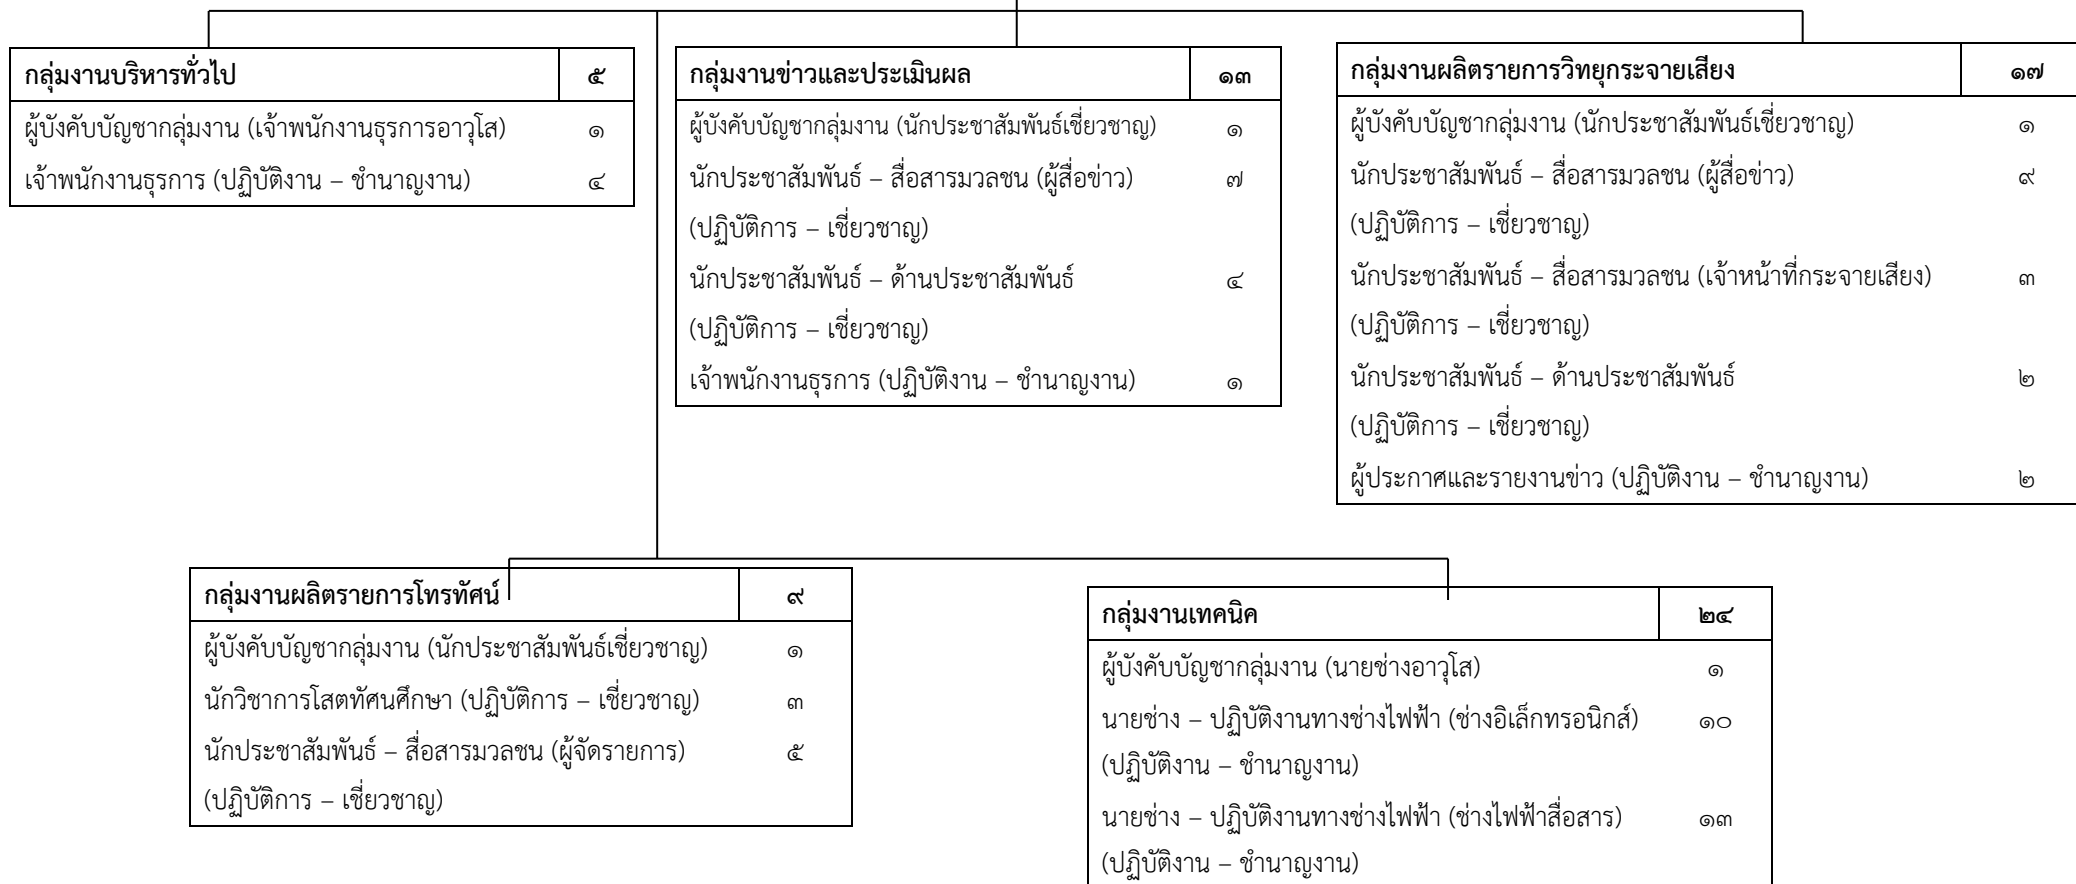 กลุ่มงานบริหารทั่วไป ๕
ผู้บังคับบัญชากลุ่มงาน (เจ้าพนักงานธุรการอาวุโส) ๑
เจ้าพนักงานธุรการ (ปฏิบัติงาน – ชำนาญงาน) ๔
กลุ่มงานข่าวและประเมินผล ๑๓
ผู้บังคับบัญชากลุ่มงาน (นักประชาสัมพันธ์เชี่ยวชาญ) ๑
นักประชาสัมพันธ์ – สื่อสารมวลชน (ผู้สื่อข่าว) ๗
(ปฏิบัติการ – เชี่ยวชาญ)
นักประชาสัมพันธ์ – ด้านประชาสัมพันธ์ ๔
(ปฏิบัติการ – เชี่ยวชาญ)
เจ้าพนักงานธุรการ (ปฏิบัติงาน – ชำนาญงาน) ๑
กลุ่มงานผลิตรายการวิทยุกระจายเสียง ๑๗
ผู้บังคับบัญชากลุ่มงาน (นักประชาสัมพันธ์เชี่ยวชาญ) ๑
นักประชาสัมพันธ์ – สื่อสารมวลชน (ผู้สื่อข่าว) ๙
(ปฏิบัติการ – เชี่ยวชาญ)
นักประชาสัมพันธ์ – สื่อสารมวลชน (เจ้าหน้าที่กระจายเสียง) ๓
(ปฏิบัติการ – เชี่ยวชาญ)
นักประชาสัมพันธ์ – ด้านประชาสัมพันธ์ ๒
(ปฏิบัติการ – เชี่ยวชาญ)
ผู้ประกาศและรายงานข่าว (ปฏิบัติงาน – ชำนาญงาน) ๒
กลุ่มงานผลิตรายการโทรทัศน์ ๙
ผู้บังคับบัญชากลุ่มงาน (นักประชาสัมพันธ์เชี่ยวชาญ) ๑
นักวิชาการโสตทัศนศึกษา (ปฏิบัติการ – เชี่ยวชาญ) ๓
นักประชาสัมพันธ์ – สื่อสารมวลชน (ผู้จัดรายการ) ๕
(ปฏิบัติการ – เชี่ยวชาญ)
กลุ่มงานเทคนิค ๒๔
ผู้บังคับบัญชากลุ่มงาน (นายช่างอาวุโส) ๑
นายช่าง – ปฏิบัติงานทางช่างไฟฟ้า (ช่างอิเล็กทรอนิกส์) ๑๐
(ปฏิบัติงาน – ชำนาญงาน)
นายช่าง – ปฏิบัติงานทางช่างไฟฟ้า (ช่างไฟฟ้าสื่อสาร) ๑๓
(ปฏิบัติงาน – ชำนาญงาน)